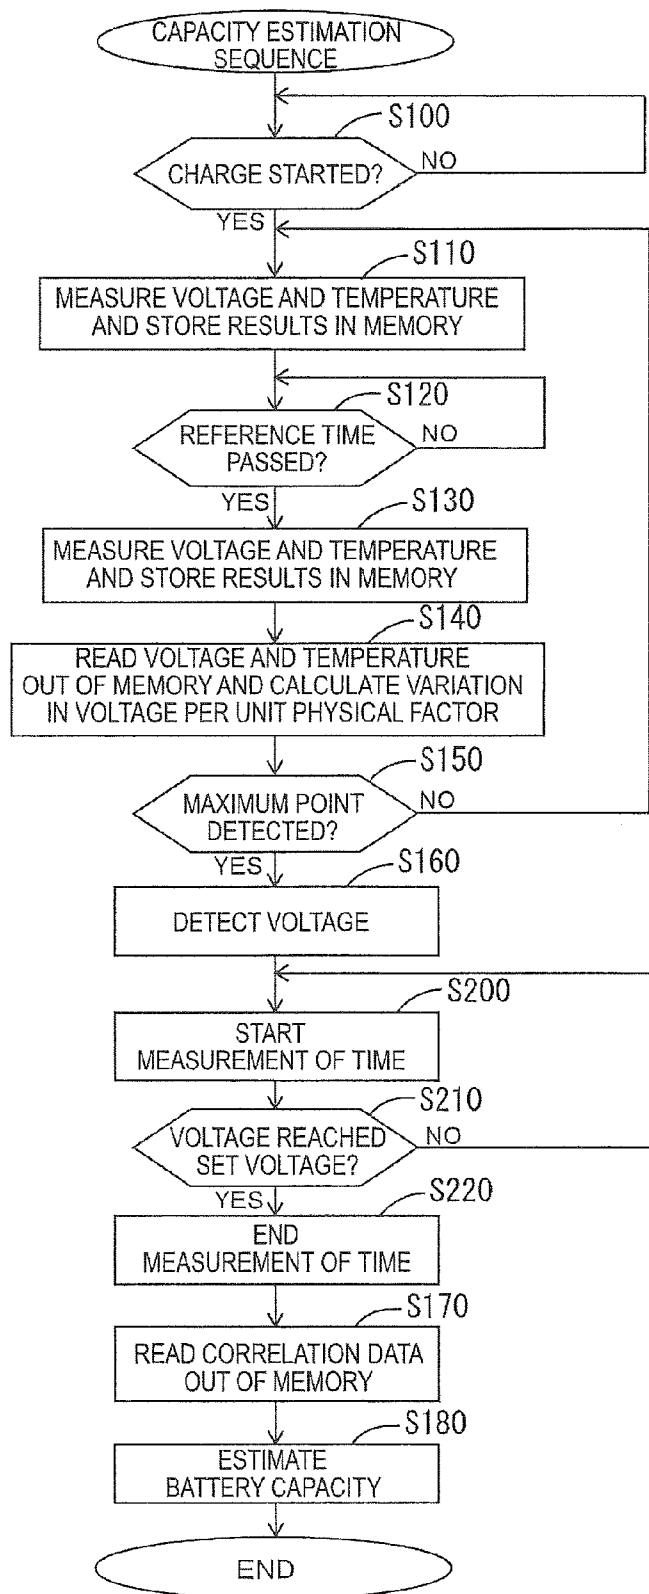 CAPACITY ESTIMATION
SEQUENCE
S100
CHARGE STARTED?
NO
YES
S110
MEASURE VOLTAGE AND TEMPERATURE
AND STORE RESULTS IN MEMORY
S120
REFERENCE TIME
PASSED?
NO
YES
S130
MEASURE VOLTAGE AND TEMPERATURE
AND STORE RESULTS IN MEMORY
S140
READ VOLTAGE AND TEMPERATURE
OUT OF MEMORY AND CALCULATE VARIATION
IN VOLTAGE PER UNIT PHYSICAL FACTOR
S150
MAXIMUM POINT
DETECTED?
NO
YES
S160
DETECT VOLTAGE
S200
START
MEASUREMENT OF TIME
S210
VOLTAGE REACHED
SET VOLTAGE?
NO
YES
S220
END
MEASUREMENT OF TIME
S170
READ CORRELATION DATA
OUT OF MEMORY
S180
ESTIMATE
BATTERY CAPACITY
END